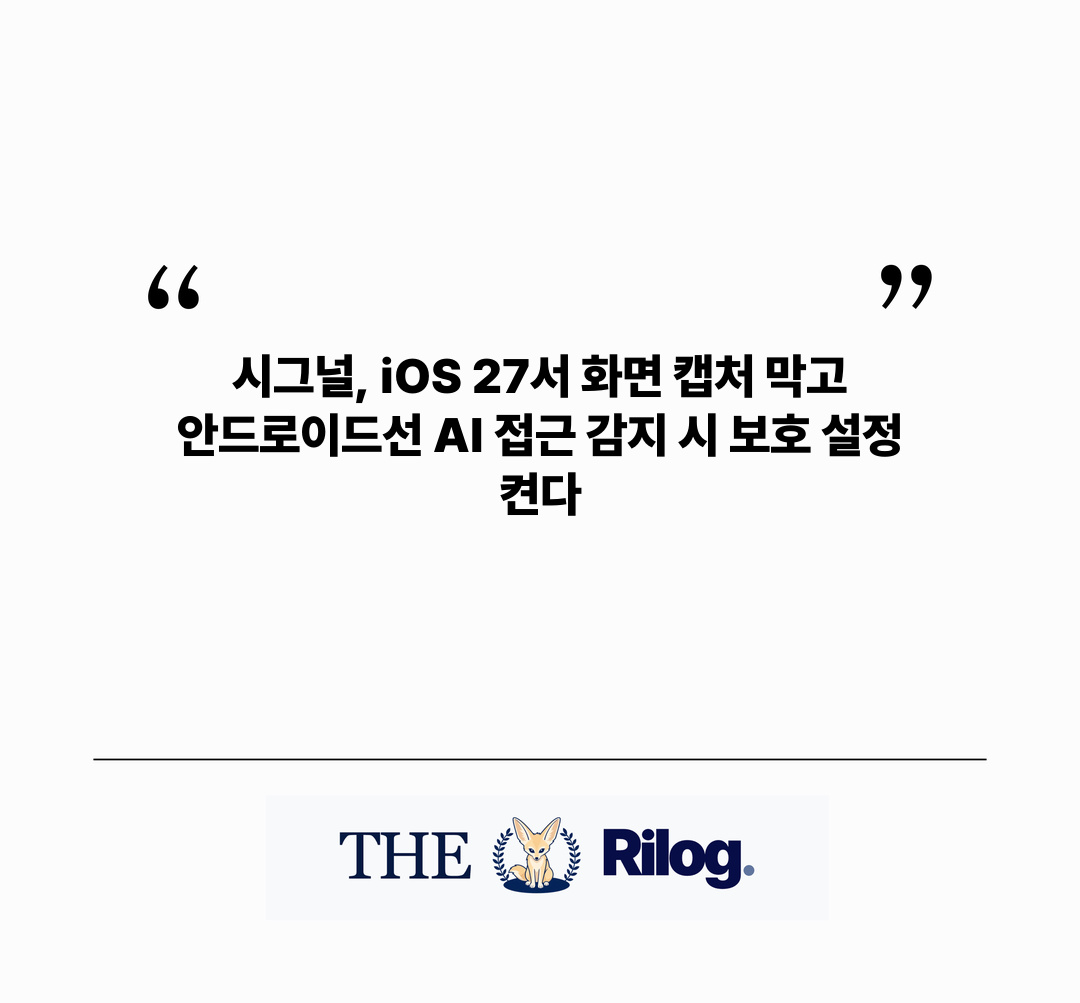 “ ”
시그널, iOS 27서 화면 캡처 막고
안드로이드선 AI 접근 감지 시 보호 설정
켠다
THE Rilog.